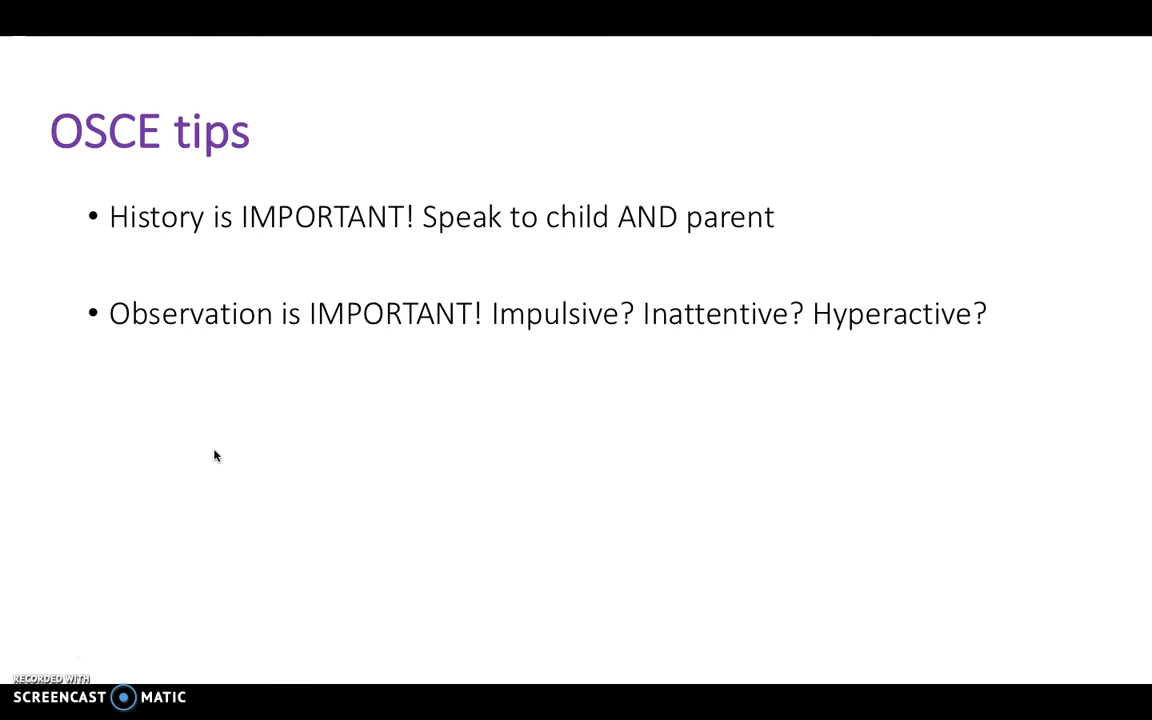 OSCE tips
• History is IMPORTANT! Speak to child AND parent
• Observation is IMPORTANT! Impulsive? Inattentive? Hyperactive?
RECORDED WITH
SCREENCAST MATIC